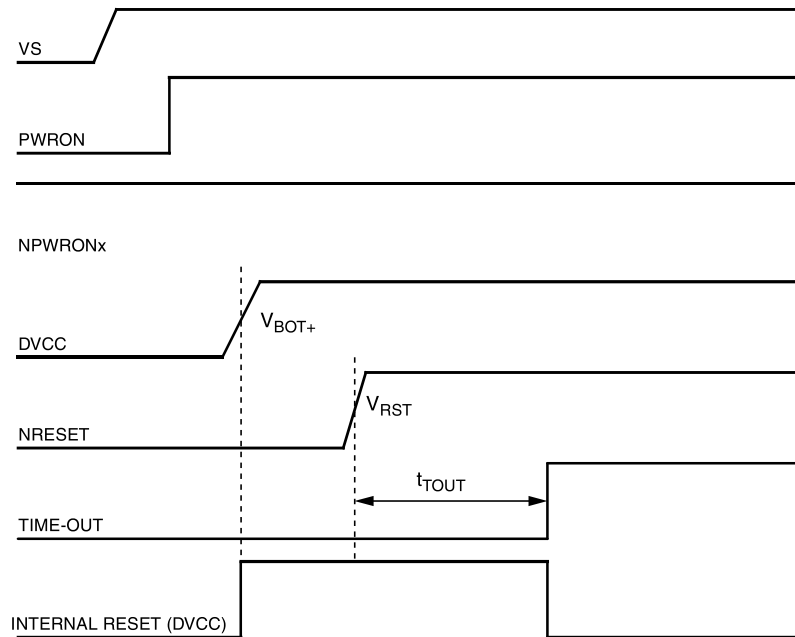 VS
PWRON
NPWRONx
V_BOT+
DVCC
V_RST
NRESET
t_TOUT
TIME-OUT
INTERNAL RESET (DVCC)